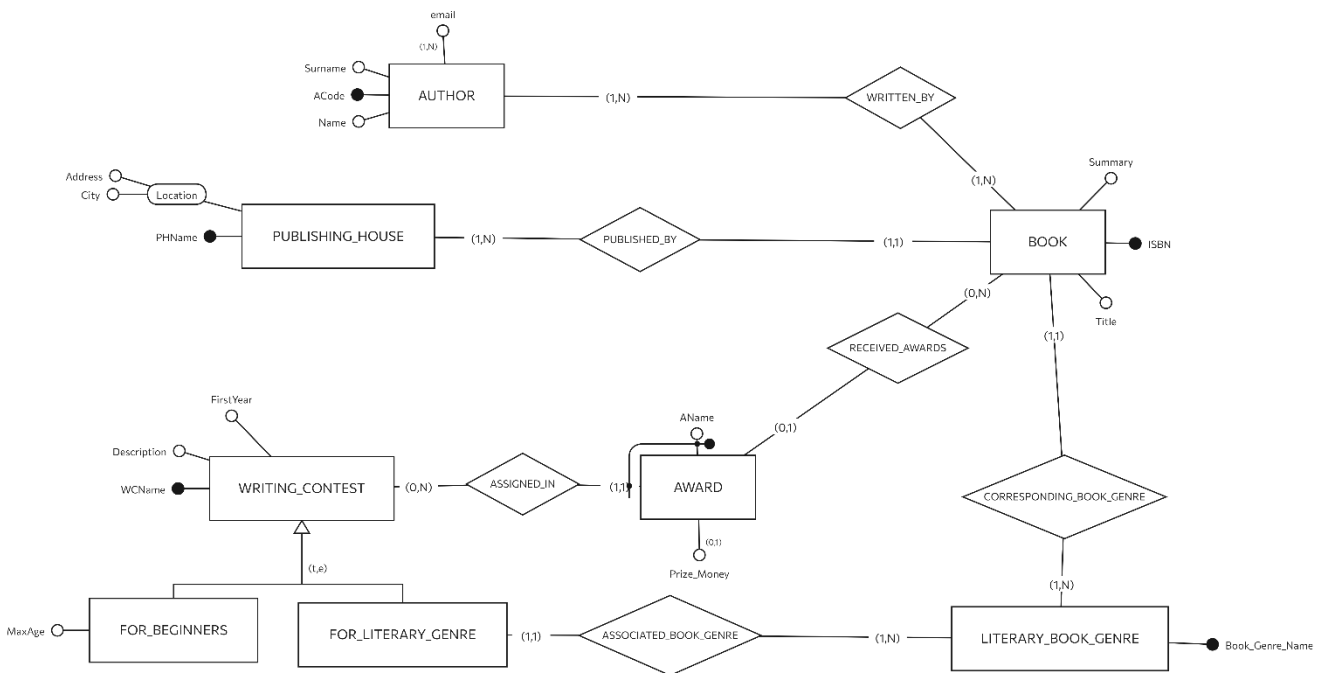 email
(1,N)
Surname
ACode
Name
AUTHOR
(1,N)
WRITTEN_BY
(1,N)
Address
City
Location
PHName
PUBLISHING_HOUSE
(1,N)
PUBLISHED_BY
(1,1)
BOOK
Summary
ISBN
Title
(0,N)
(1,1)
RECEIVED_AWARDS
(0,1)
FirstYear
Description
WCName
WRITING_CONTEST
(0,N)
ASSIGNED_IN
(1,1)
AName
AWARD
(0,1)
Prize_Money
CORRESPONDING_BOOK_GENRE
(1,N)
(t,e)
MaxAge
FOR_BEGINNERS
FOR_LITERARY_GENRE
(1,1)
ASSOCIATED_BOOK_GENRE
(1,N)
LITERARY_BOOK_GENRE
Book_Genre_Name